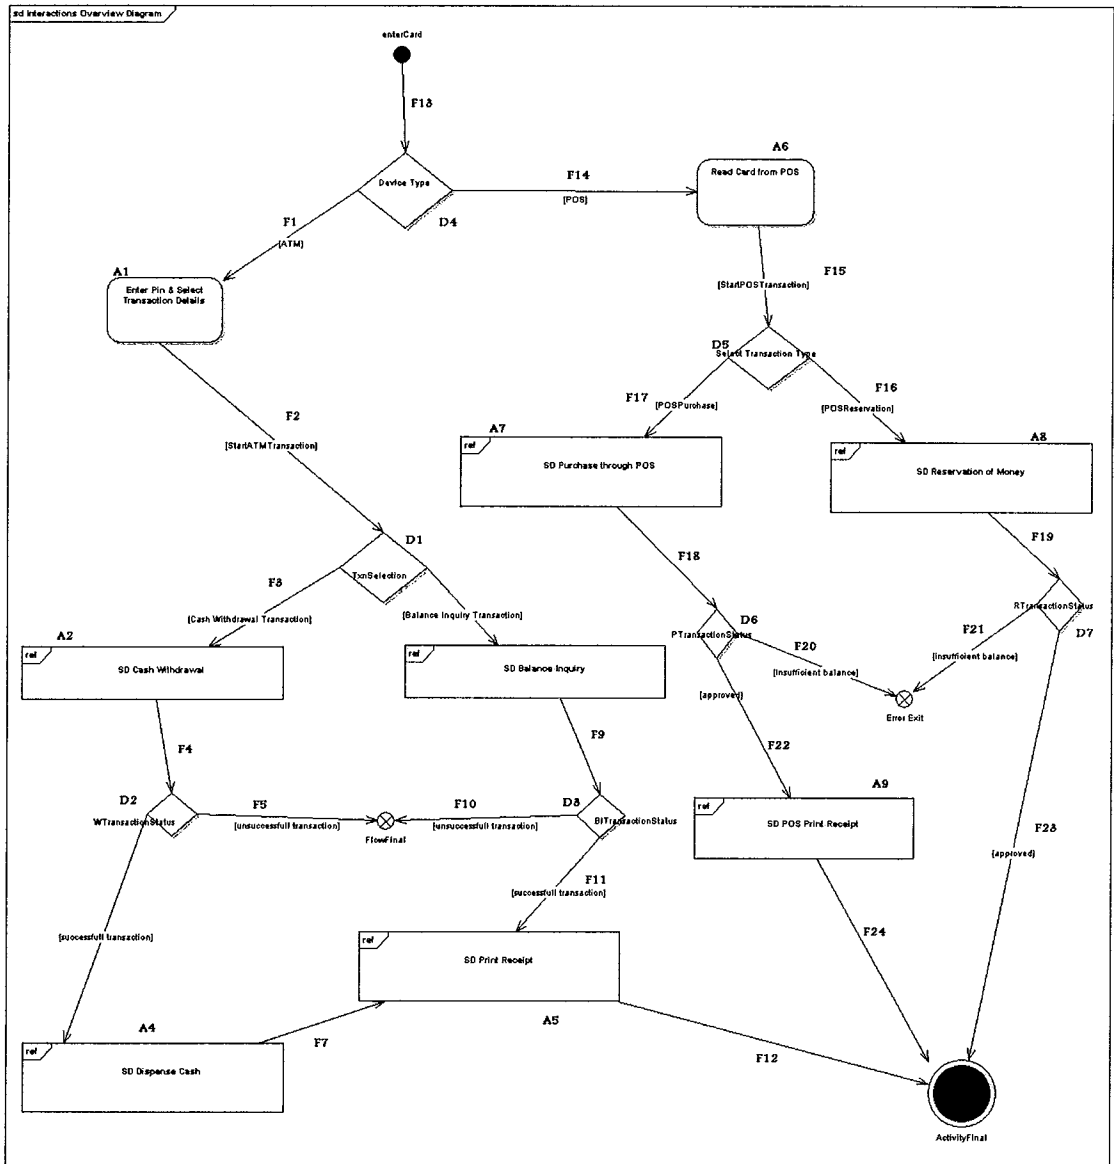 sd Interactions Overview Diagram
enterCard
F13
A6
Read Card from POS
Device Type
F14
[POS]
D4
F1
[ATM]
A1
Enter Pin & Select
Transaction Details
F15
[StartPOSTransaction]
D5
Select Transaction Type
F17
[POSPurchase]
F16
[POSReservation]
F2
[StartATMTransaction]
A7
ref
SD Purchase through POS
A8
ref
SD Reservation of Money
D1
TxnSelection
F18
F19
F3
[Cash Withdrawal Transaction]
[Balance Inquiry Transaction]
RTransactionStatus
D7
D6
PTransactionStatus
F20
[insufficient balance]
F21
[insufficient balance]
A2
ref
SD Cash Withdrawal
ref
SD Balance Inquiry
[approved]
Error Exit
F4
F9
F22
D2
WTransactionStatus
F5
[unsuccessfull transaction]
F10
[unsuccessfull transaction]
D3
BITransactionStatus
FlowFinal
A9
ref
SD POS Print Receipt
F23
[approved]
F11
[successfull transaction]
[successfull transaction]
ref
SD Print Receipt
F24
A5
A4
F7
F12
ref
SD Dispense Cash
ActivityFinal